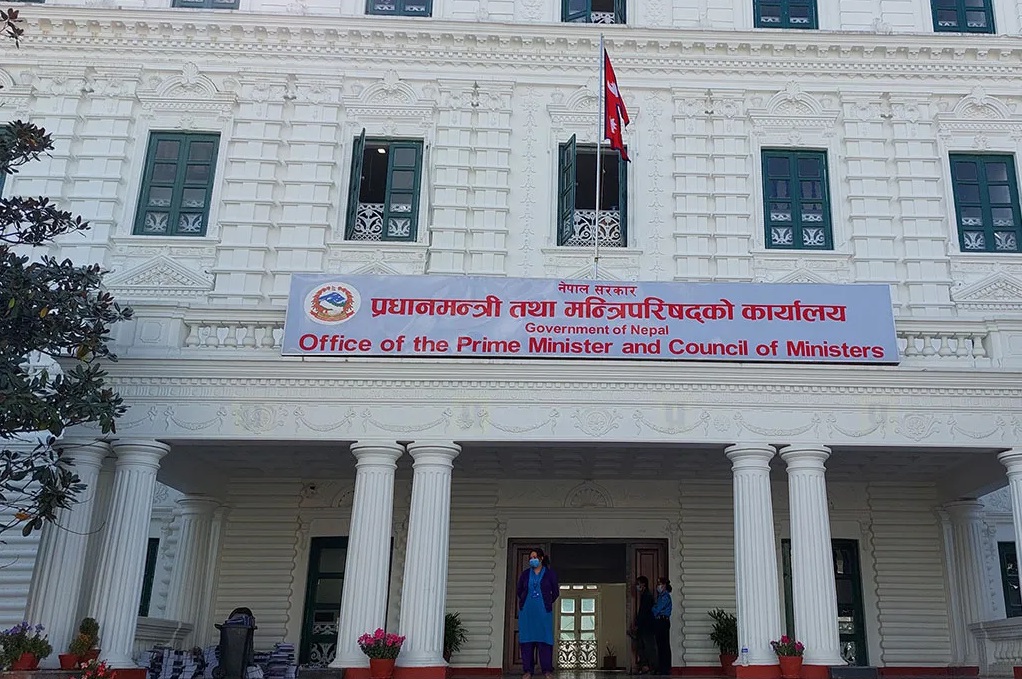 नेपाल सरकार
प्रधानमन्त्री तथा मन्त्रिपरिषद्को कार्यालय
Government of Nepal
Office of the Prime Minister and Council of Ministers